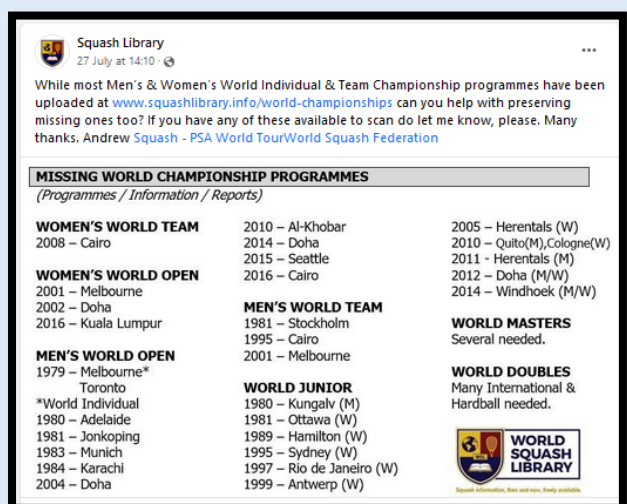 Squash Library
27 July at 14:10 ·
While most Men's & Women's World Individual & Team Championship programmes have been
uploaded at www.squashlibrary.info/world-championships can you help with preserving
missing ones too? If you have any of these available to scan do let me know, please. Many
thanks. Andrew Squash - PSA World TourWorld Squash Federation
MISSING WORLD CHAMPIONSHIP PROGRAMMES
(Programmes / Information / Reports)
WOMEN'S WORLD TEAM
2008 – Cairo
WOMEN'S WORLD OPEN
2001 – Melbourne
2002 – Doha
2016 – Kuala Lumpur
MEN'S WORLD OPEN
1979 – Melbourne*
Toronto
*World Individual
1980 – Adelaide
1981 – Jonkoping
1983 – Munich
1984 – Karachi
2004 – Doha
2010 – Al-Khobar
2014 – Doha
2015 – Seattle
2016 – Cairo
MEN'S WORLD TEAM
1981 – Stockholm
1995 – Cairo
2001 – Melbourne
WORLD JUNIOR
1980 – Kungalv (M)
1981 – Ottawa (W)
1989 – Hamilton (W)
1995 – Sydney (W)
1997 – Rio de Janeiro (W)
1999 – Antwerp (W)
2005 – Herentals (W)
2010 – Quito(M),Cologne(W)
2011 - Herentals (M)
2012 – Doha (M/W)
2014 – Windhoek (M/W)
WORLD MASTERS
Several needed.
WORLD DOUBLES
Many International &
Hardball needed.
WORLD
SQUASH
LIBRARY
Squash information, then and now, freely available.